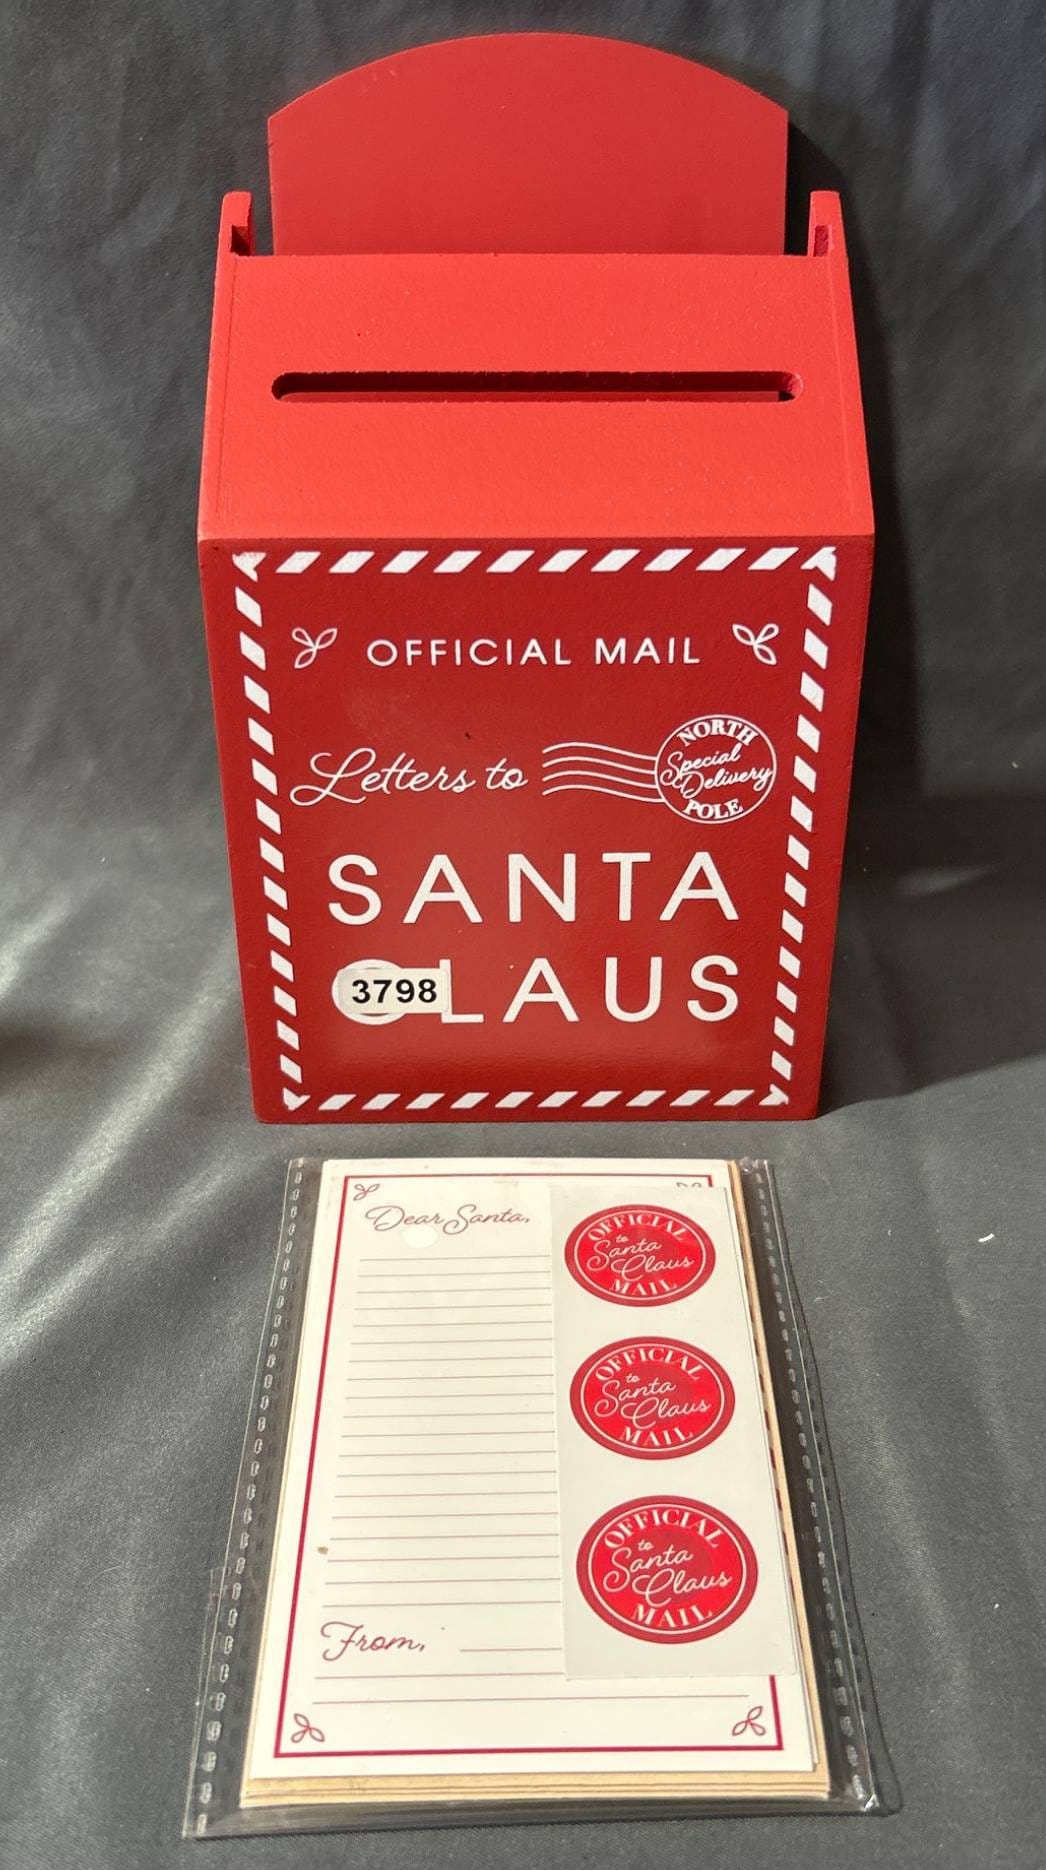 OFFICIAL MAIL
Letters to
NORTH
Special
Delivery
POLE
SANTA
3798 LAUS
Dear Santa,
OFFICIAL
to
Santa
Claus
MAIL
OFFICIAL
to
Santa
Claus
MAIL
OFFICIAL
to
Santa
Claus
MAIL
From,